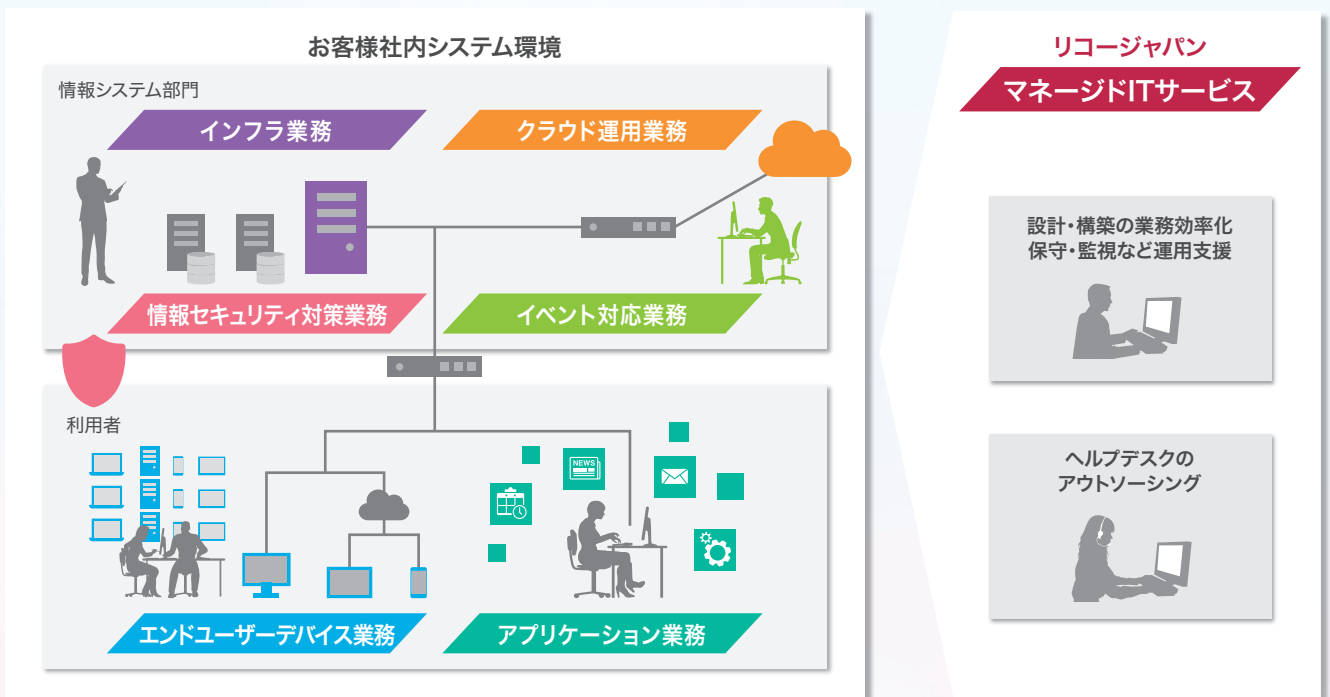 お客様社内システム環境
情報システム部門
インフラ業務
クラウド運用業務
情報セキュリティ対策業務
イベント対応業務
利用者
NEWS
エンドユーザーデバイス業務
アプリケーション業務
リコージャパン
マネージドITサービス
設計・構築の業務効率化
保守・監視など運用支援
ヘルプデスクの
アウトソーシング